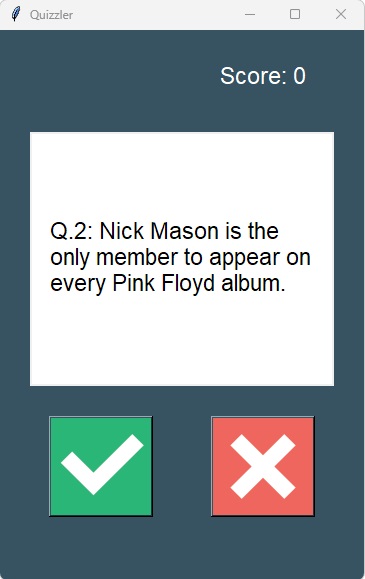 Quizzler
Score: 0
Q.2: Nick Mason is the
only member to appear on
every Pink Floyd album.